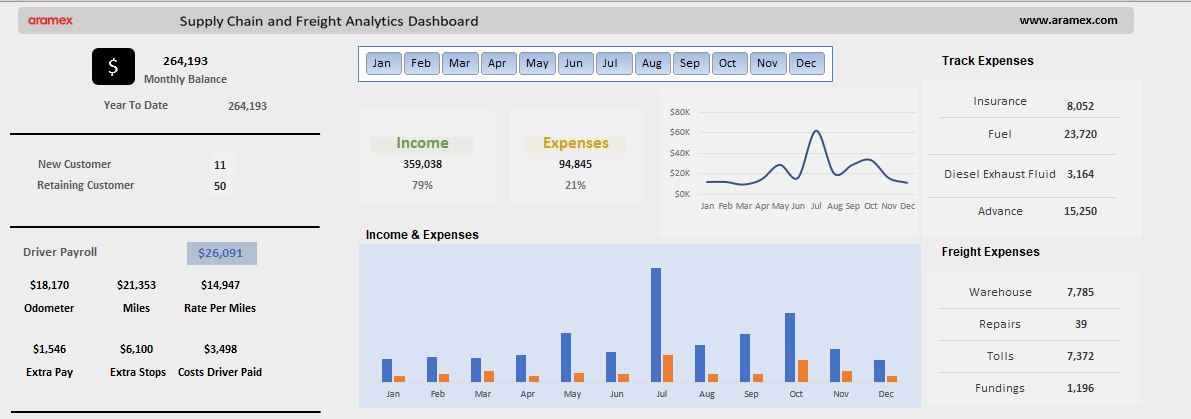 aramex
Supply Chain and Freight Analytics Dashboard
www.aramex.com
$
264,193
Monthly Balance
Year To Date 264,193
New Customer 11
Retaining Customer 50
Driver Payroll $26,091
$18,170 $21,353 $14,947
Odometer Miles Rate Per Miles
$1,546 $6,100 $3,498
Extra Pay Extra Stops Costs Driver Paid
Jan Feb Mar Apr May Jun Jul Aug Sep Oct Nov Dec
Income
359,038
79%
Expenses
94,845
21%
$80K
$60K
$40K
$20K
$0K
Jan Feb Mar Apr May Jun Jul Aug Sep Oct Nov Dec
Income & Expenses
Jan Feb Mar Apr May Jun Jul Aug Sep Oct Nov Dec
Track Expenses
Insurance 8,052
Fuel 23,720
Diesel Exhaust Fluid 3,164
Advance 15,250
Freight Expenses
Warehouse 7,785
Repairs 39
Tolls 7,372
Fundings 1,196